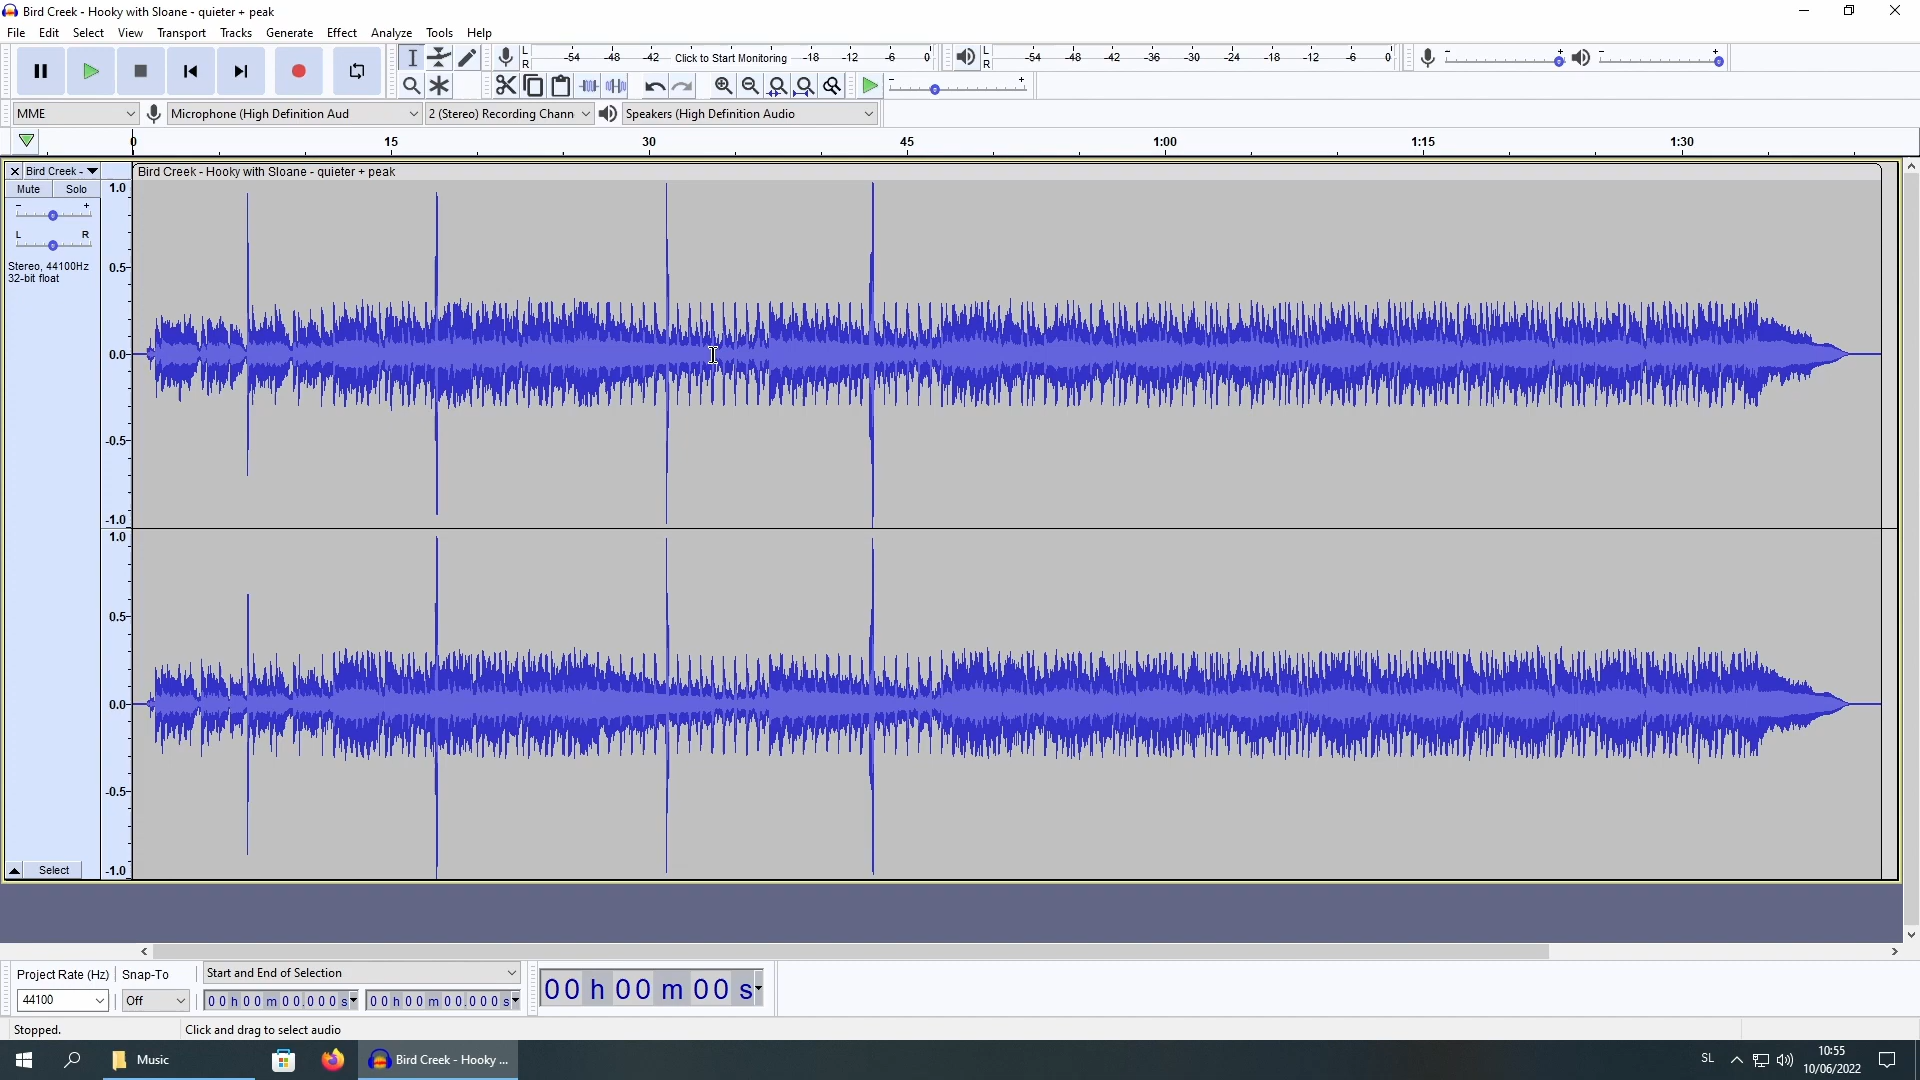 Bird Creek - Hooky with Sloane - quieter + peak
File Edit Select View Transport Tracks Generate Effect Analyze Tools Help
L
R
-54 -48 -42 Click to Start Monitoring -18 -12 -6 0
L
R
-54 -48 -42 -36 -30 -24 -18 -12 -6 0
- +
- +
- +
MME
Microphone (High Definition Aud
2 (Stereo) Recording Chann
Speakers (High Definition Audio
0 15 30 45 1:00 1:15 1:30
Bird Creek -
Bird Creek - Hooky with Sloane - quieter + peak
Mute Solo
- +
L R
Stereo, 44100Hz
32-bit float
1.0
0.5
0.0
-0.5
-1.0
1.0
0.5
0.0
-0.5
-1.0
Select
Project Rate (Hz) Snap-To
Start and End of Selection
44100
Off
00 h 00 m 00.000 s
00 h 00 m 00.000 s
00 h 00 m 00 s
Stopped.
Click and drag to select audio
Music
Bird Creek - Hooky ...
SL
10:55
10/06/2022